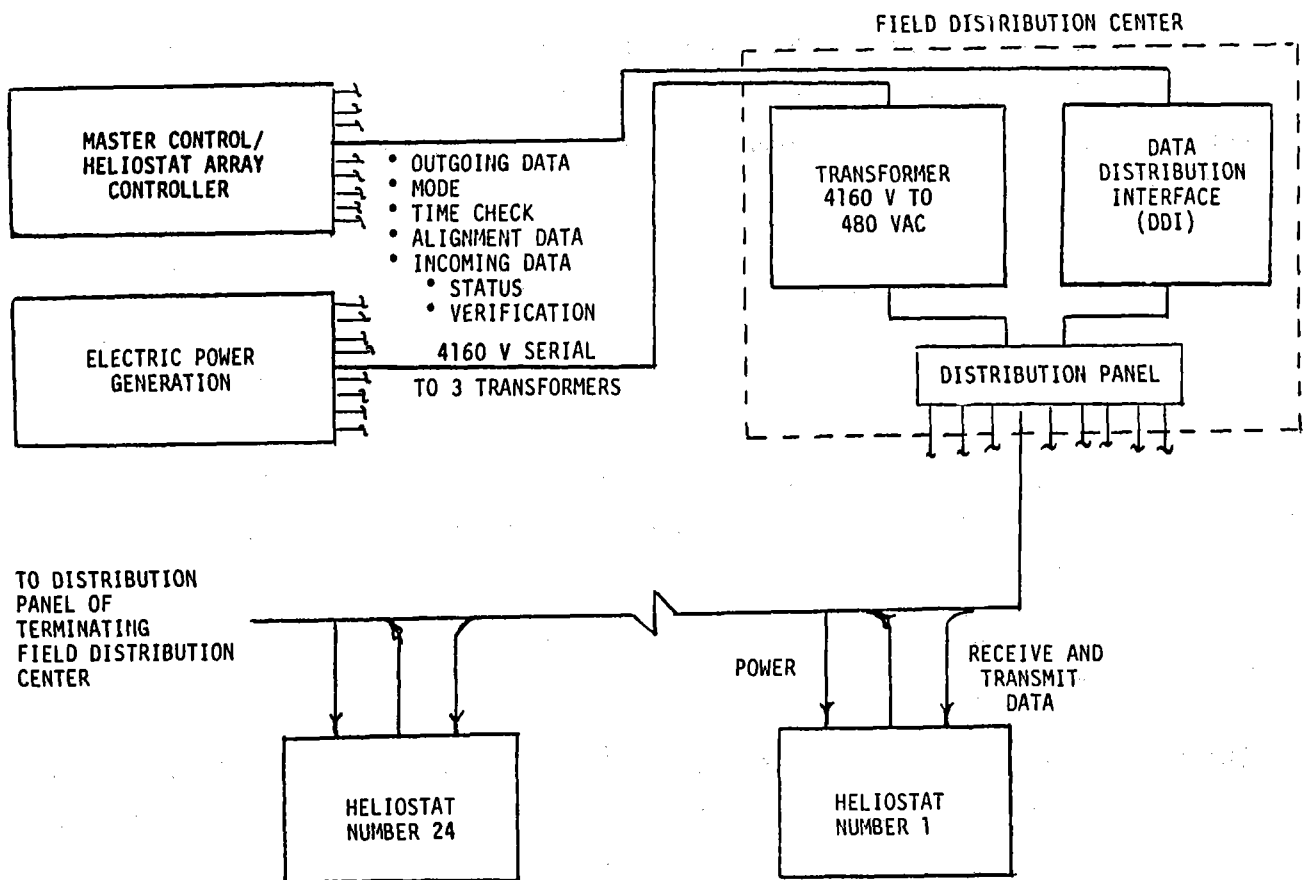 FIELD DISTRIBUTION CENTER
MASTER CONTROL/
HELIOSTAT ARRAY
CONTROLLER
• OUTGOING DATA
• MODE
• TIME CHECK
• ALIGNMENT DATA
• INCOMING DATA
• STATUS
• VERIFICATION
TRANSFORMER
4160 V TO
480 VAC
DATA
DISTRIBUTION
INTERFACE
(DDI)
ELECTRIC POWER
GENERATION
4160 V SERIAL
TO 3 TRANSFORMERS
DISTRIBUTION PANEL
TO DISTRIBUTION
PANEL OF
TERMINATING
FIELD DISTRIBUTION
CENTER
POWER
RECEIVE AND
TRANSMIT
DATA
HELIOSTAT
NUMBER 24
HELIOSTAT
NUMBER 1